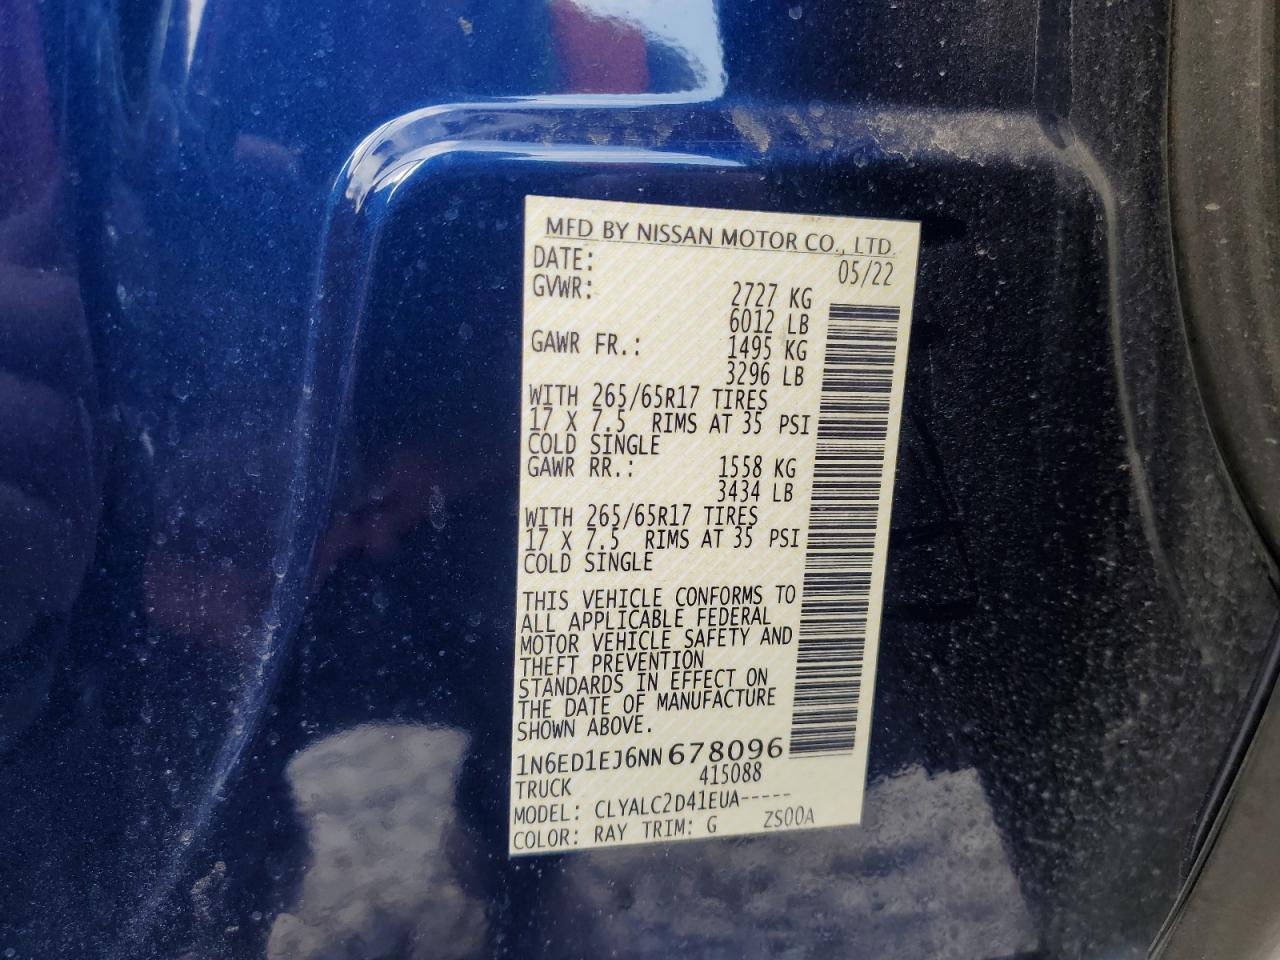 MFD BY NISSAN MOTOR CO., LTD.
DATE: 05/22
GVWR: 2727 KG
6012 LB
GAWR FR.: 1495 KG
3296 LB
WITH 265/65R17 TIRES
17 X 7.5 RIMS AT 35 PSI
COLD SINGLE
GAWR RR.: 1558 KG
3434 LB
WITH 265/65R17 TIRES
17 X 7.5 RIMS AT 35 PSI
COLD SINGLE
THIS VEHICLE CONFORMS TO
ALL APPLICABLE FEDERAL
MOTOR VEHICLE SAFETY AND
THEFT PREVENTION
STANDARDS IN EFFECT ON
THE DATE OF MANUFACTURE
SHOWN ABOVE.
1N6ED1EJ6NN678096
TRUCK 415088
MODEL: CLYALC2D41EUA-----
COLOR: RAY TRIM: G ZS00A